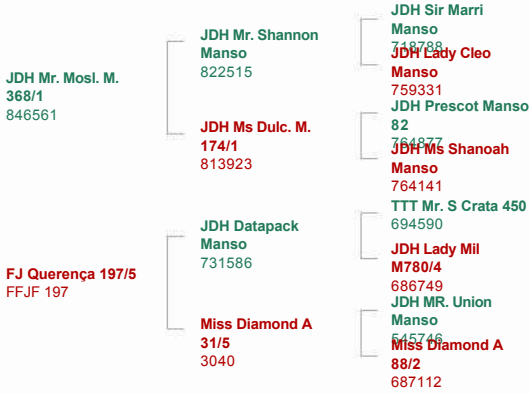 JDH Mr. Mosl. M.
368/1
846561
FJ Querença 197/5
FFJF 197
JDH Mr. Shannon
Manso
822515
JDH Ms Dulc. M.
174/1
813923
JDH Datapack
Manso
731586
Miss Diamond A
31/5
3040
JDH Sir Marri
Manso
718788
JDH Lady Cleo
Manso
759331
JDH Prescot Manso
82
764877
JDH Ms Shanoah
Manso
764141
TTT Mr. S Crata 450
694590
JDH Lady Mil
M780/4
686749
JDH MR. Union
Manso
545746
Miss Diamond A
88/2
687112